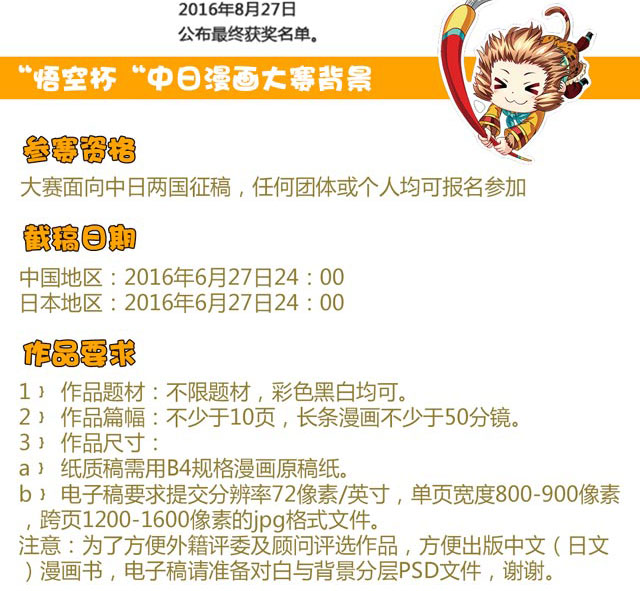 2016年8月27日
公布最终获奖名单。
“悟空杯“中日漫画大赛背景
参赛资格
大赛面向中日两国征稿，任何团体或个人均可报名参加
截稿日期
中国地区：2016年6月27日24：00
日本地区：2016年6月27日24：00
作品要求
1） 作品题材：不限题材，彩色黑白均可。
2） 作品篇幅：不少于10页，长条漫画不少于50分镜。
3） 作品尺寸：
a） 纸质稿需用B4规格漫画原稿纸。
b） 电子稿要求提交分辨率72像素/英寸，单页宽度800-900像素
，跨页1200-1600像素的jpg格式文件。
注意：为了方便外籍评委及顾问评选作品，方便出版中文（日文
）漫画书，电子稿请准备对白与背景分层PSD文件，谢谢。